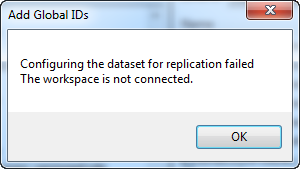 Add Global IDs
Configuring the dataset for replication failed
The workspace is not connected.
OK